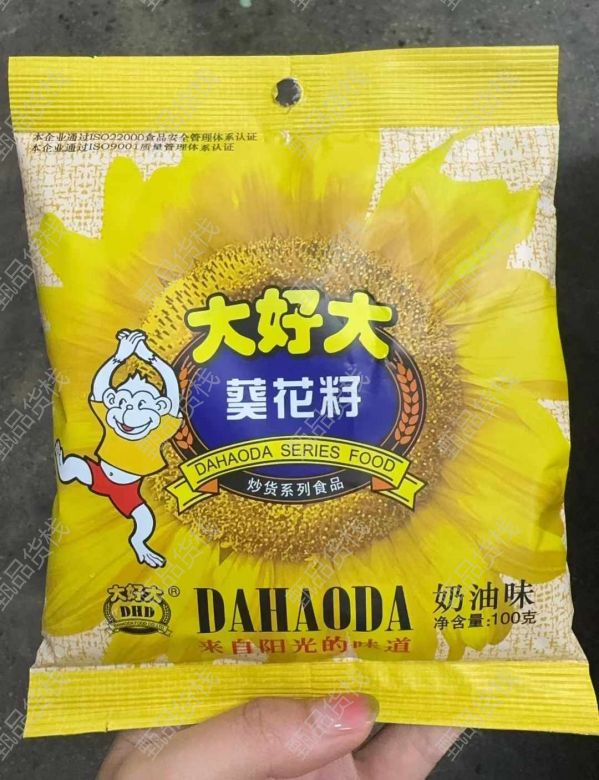 本企业通过ISO22000食品安全管理体系认证
本企业通过ISO9001质量管理体系认证
大好大
葵花籽
DAHAODA SERIES FOOD
炒货系列食品
大好大
DHD
®
DAHAODA
来自阳光的味道
奶油味
净含量:100克
甄品货栈